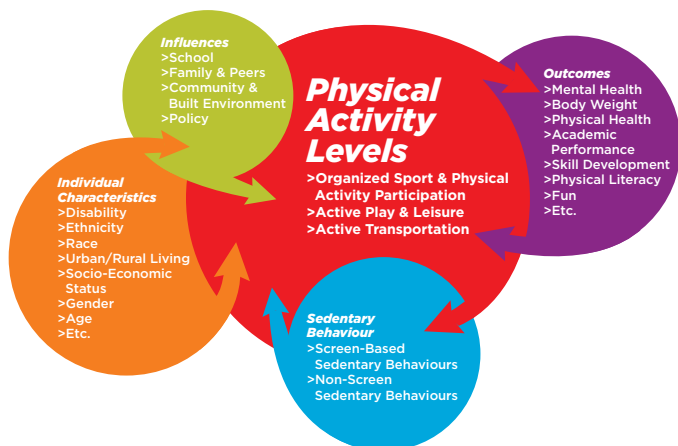 Influences
>School
>Family & Peers
>Community &
Built Environment
>Policy
Physical
Activity
Levels
>Organized Sport & Physical
Activity Participation
>Active Play & Leisure
>Active Transportation
Outcomes
>Mental Health
>Body Weight
>Physical Health
>Academic
Performance
>Skill Development
>Physical Literacy
>Fun
>Etc.
Individual
Characteristics
>Disability
>Ethnicity
>Race
>Urban/Rural Living
>Socio-Economic
Status
>Gender
>Age
>Etc.
Sedentary
Behaviour
>Screen-Based
Sedentary Behaviours
>Non-Screen
Sedentary Behaviours